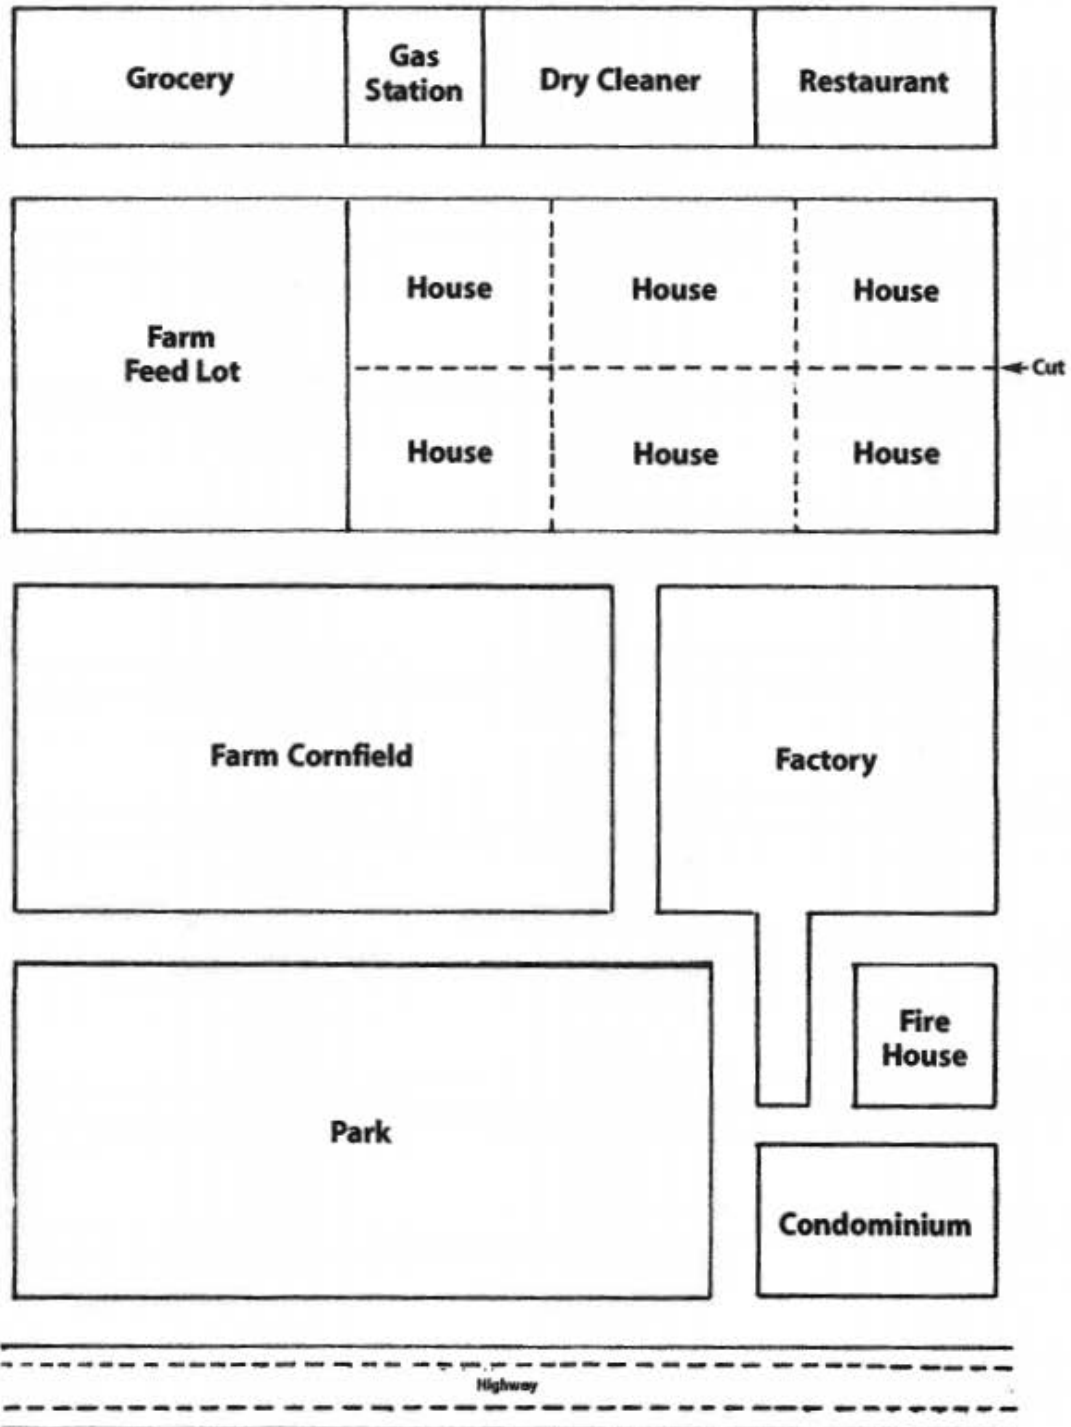 Grocery
Gas
Station
Dry Cleaner
Restaurant
Farm
Feed Lot
House
House
House
Cut
House
House
House
Farm Cornfield
Factory
Park
Fire
House
Condominium
Highway